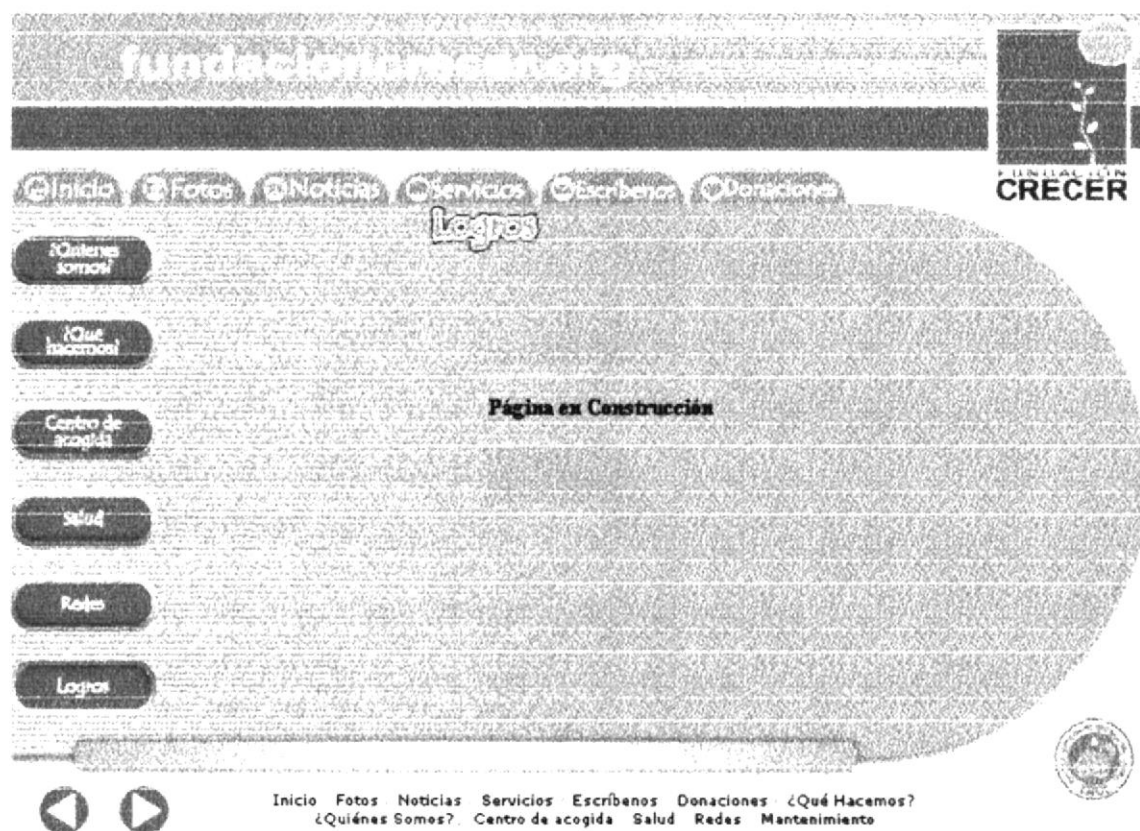 fundacioncrecer.org
FUNDACION
CRECER
Inicio Fotos Noticias Servicios Escríbenos Donaciones
Logros
¿Quienes
somos?
¿Qué
hacemos?
Página en Construcción
Centro de
acogida
Salud
Redes
Logros
Inicio Fotos Noticias Servicios Escríbenos Donaciones ¿Qué Hacemos?
¿Quiénes Somos? Centro de acogida Salud Redes Mantenimiento